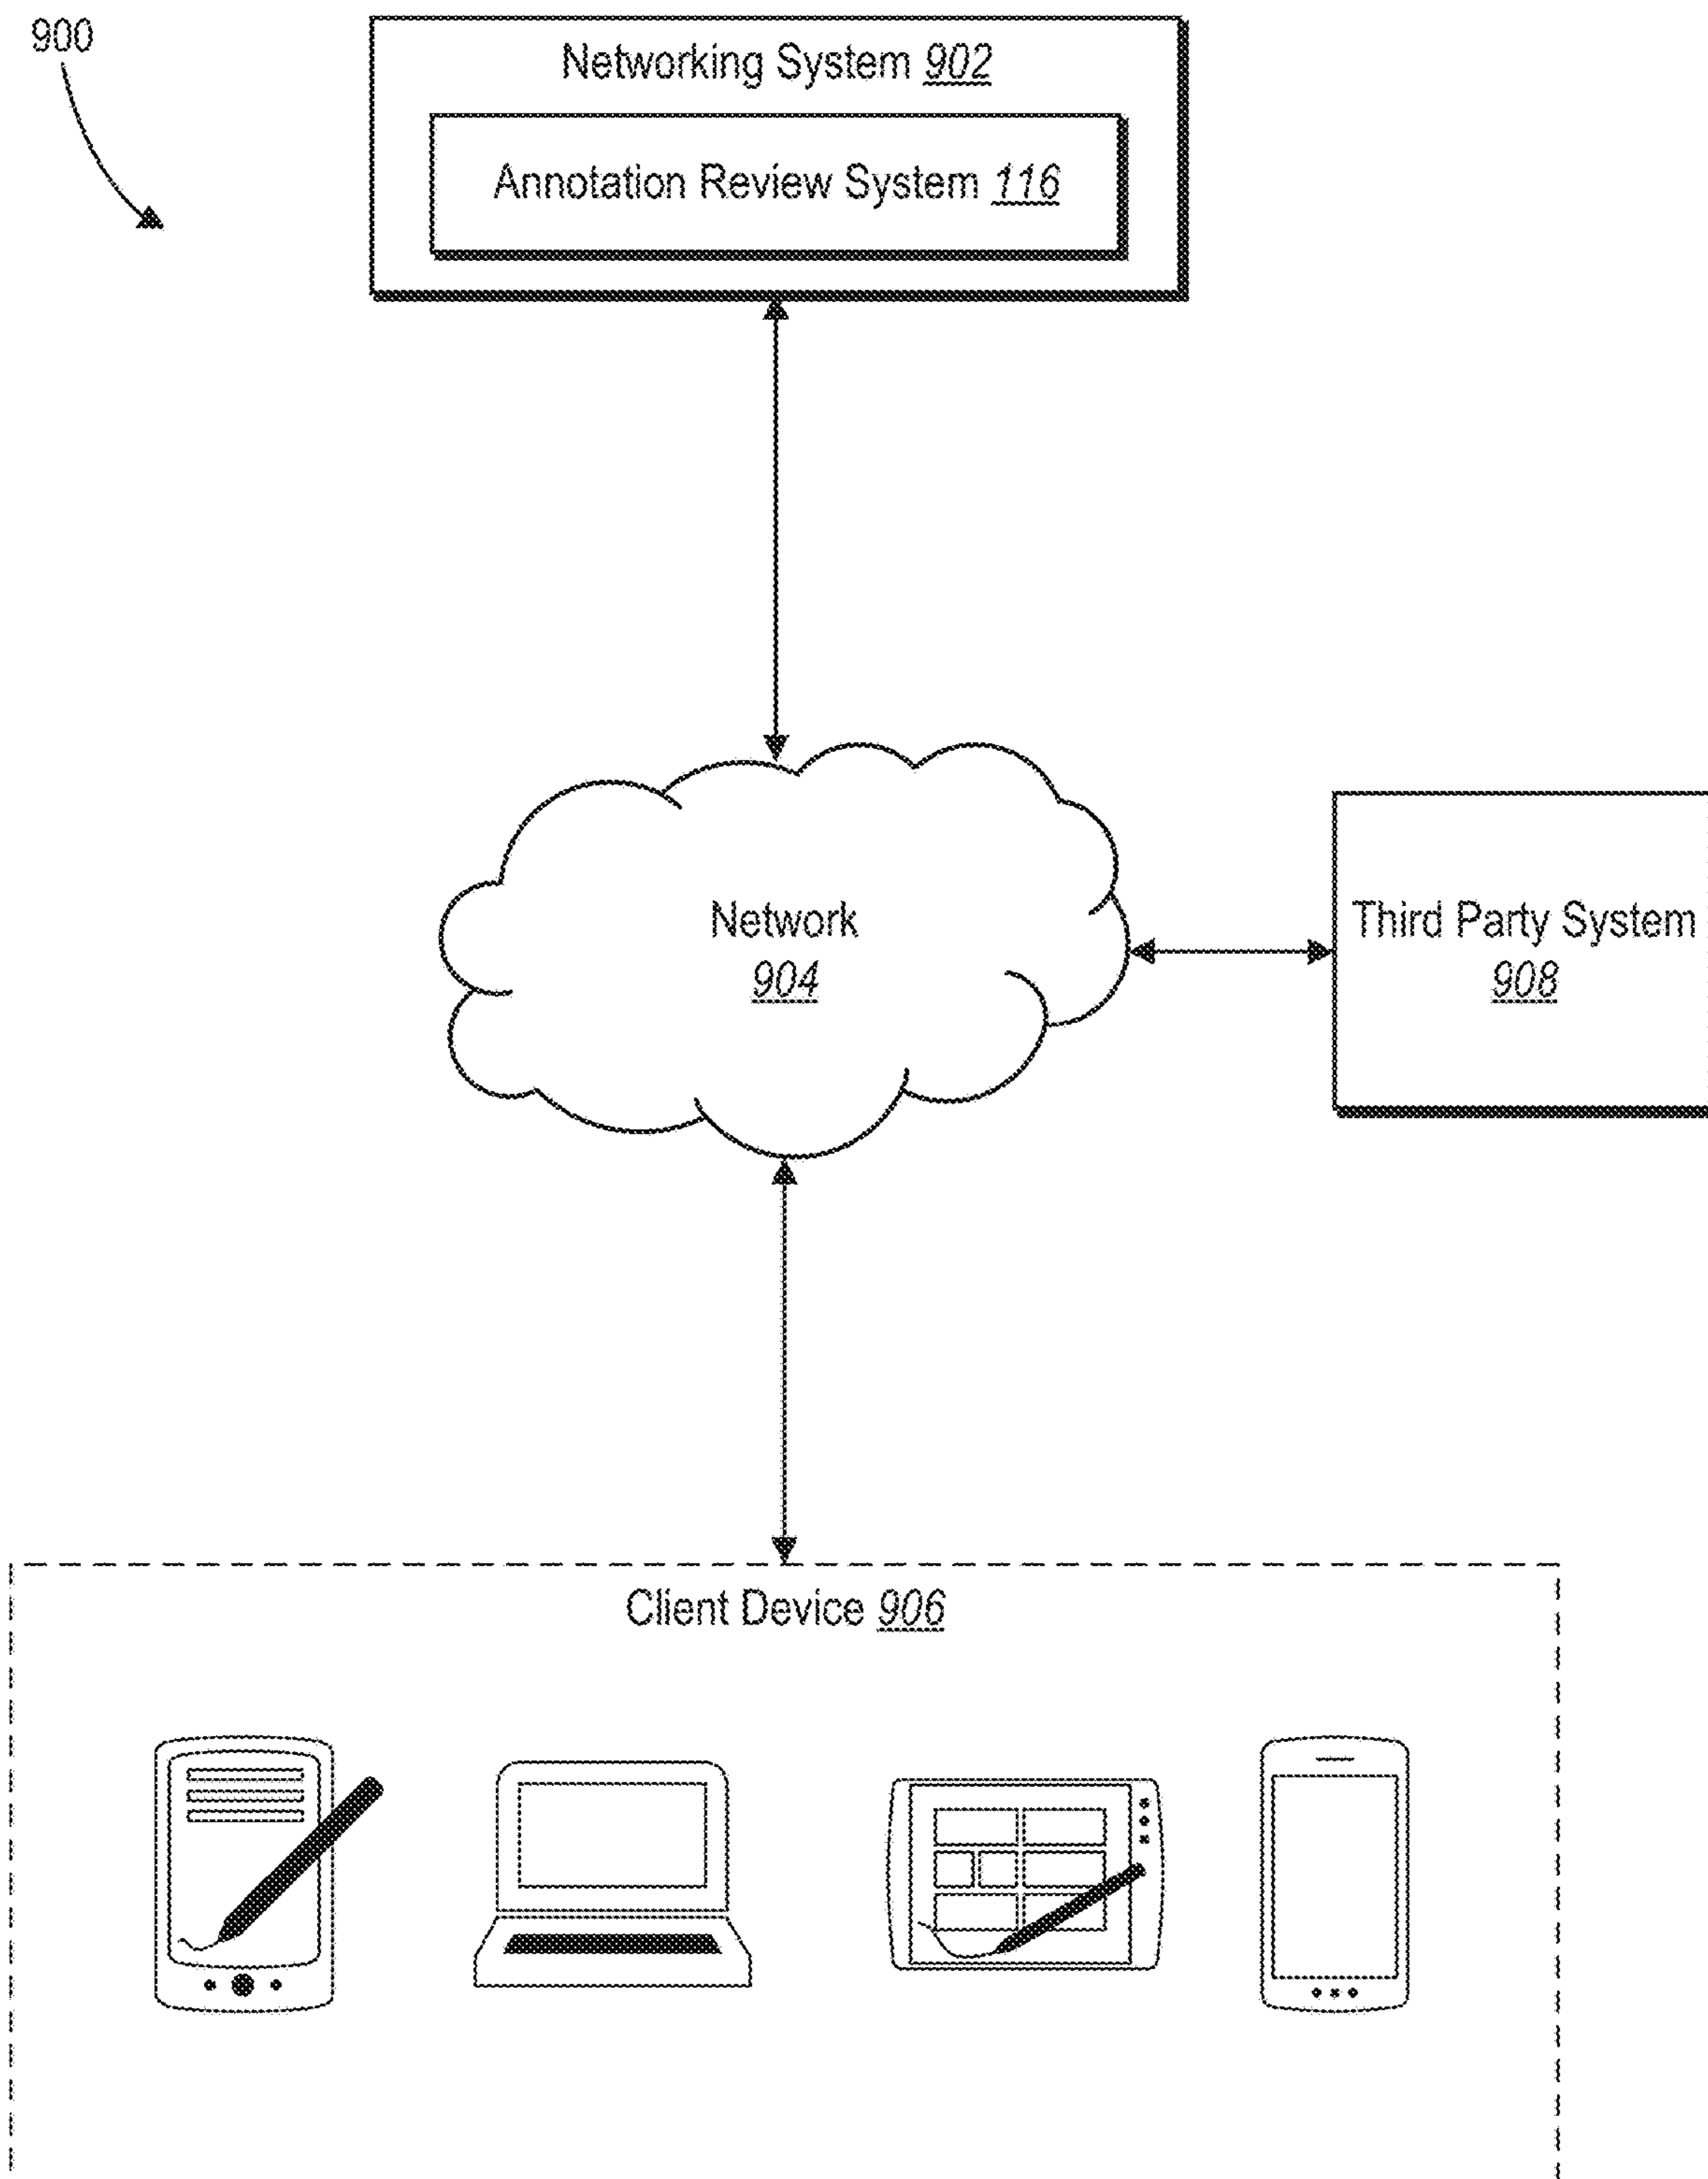 900
Networking System 902
Annotation Review System 116
Network
904
Third Party System
908
Client Device 906